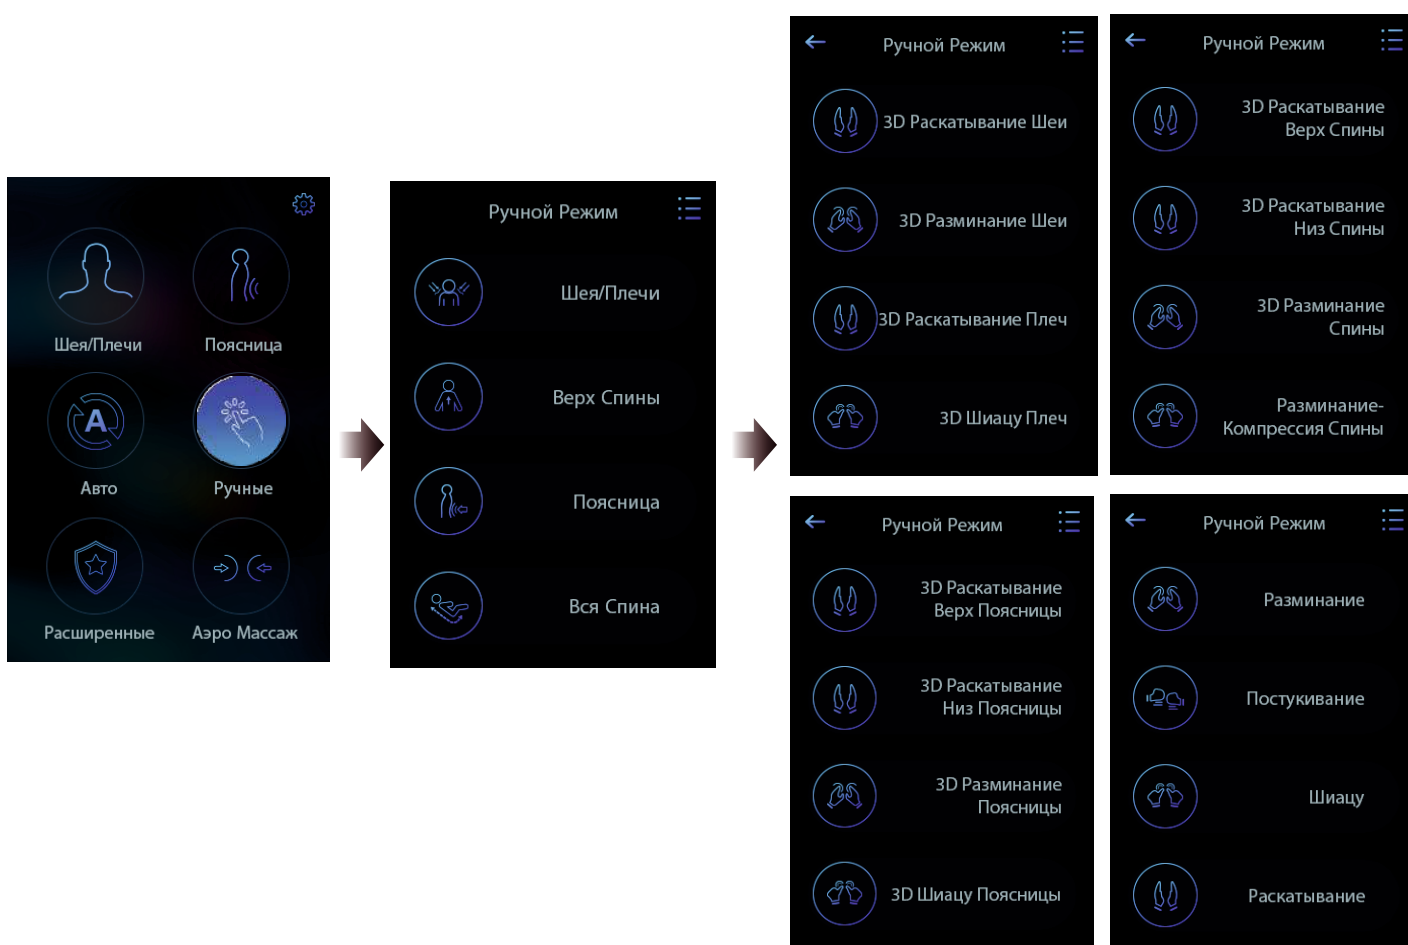 Шея/Плечи
Поясница
A
Авто
Ручные
Расширенные
Аэро Массаж
Ручной Режим
Шея/Плечи
Верх Спины
Поясница
Вся Спина
Ручной Режим
3D Раскатывание Шеи
3D Разминание Шеи
3D Раскатывание Плеч
3D Шиацу Плеч
Ручной Режим
3D Раскатывание
Верх Спины
3D Раскатывание
Низ Спины
3D Разминание
Спины
Разминание-
Компрессия Спины
Ручной Режим
3D Раскатывание
Верх Поясницы
3D Раскатывание
Низ Поясницы
3D Разминание
Поясницы
3D Шиацу Поясницы
Ручной Режим
Разминание
Постукивание
Шиацу
Раскатывание